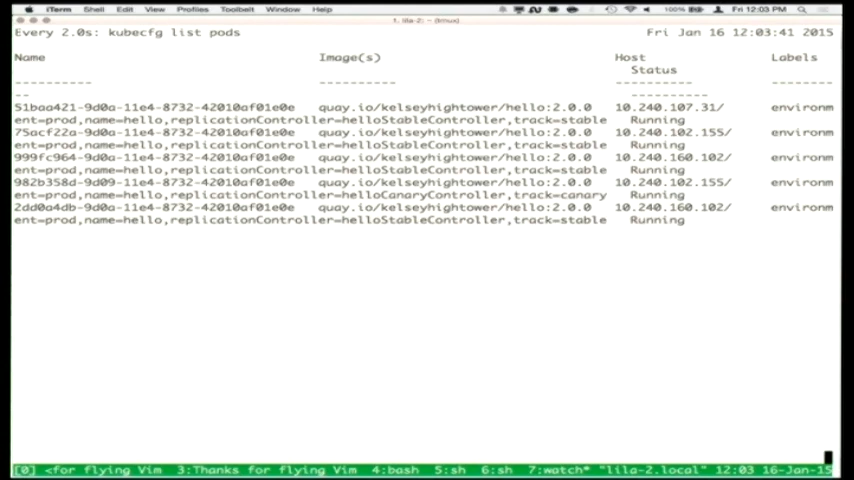 iTerm Shell Edit View Profiles Toolbelt Window Help 100% Fri 12:03 PM
1. lila-2: ~ (tmux)
Every 2.0s: kubecfg list pods Fri Jan 16 12:03:41 2015
Name Image(s) Host Labels
Status
---------- ---------- ---------- --------
-- ----------
51baa421-9d0a-11e4-8732-42010af01e0e quay.io/kelseyhightower/hello:2.0.0 10.240.107.31/ environm
ent=prod,name=hello,replicationController=helloStableController,track=stable Running
75acf22a-9d0a-11e4-8732-42010af01e0e quay.io/kelseyhightower/hello:2.0.0 10.240.102.155/ environm
ent=prod,name=hello,replicationController=helloStableController,track=stable Running
999fc964-9d0a-11e4-8732-42010af01e0e quay.io/kelseyhightower/hello:2.0.0 10.240.160.102/ environm
ent=prod,name=hello,replicationController=helloStableController,track=stable Running
982b358d-9d09-11e4-8732-42010af01e0e quay.io/kelseyhightower/hello:2.0.0 10.240.102.155/ environm
ent=prod,name=hello,replicationController=helloCanaryController,track=canary Running
2dd0a4db-9d0a-11e4-8732-42010af01e0e quay.io/kelseyhightower/hello:2.0.0 10.240.160.102/ environm
ent=prod,name=hello,replicationController=helloStableController,track=stable Running
[0] <for flying Vim 3:Thanks for flying Vim 4:bash 5:sh 6:sh 7:watch* "lila-2.local" 12:03 16-Jan-15